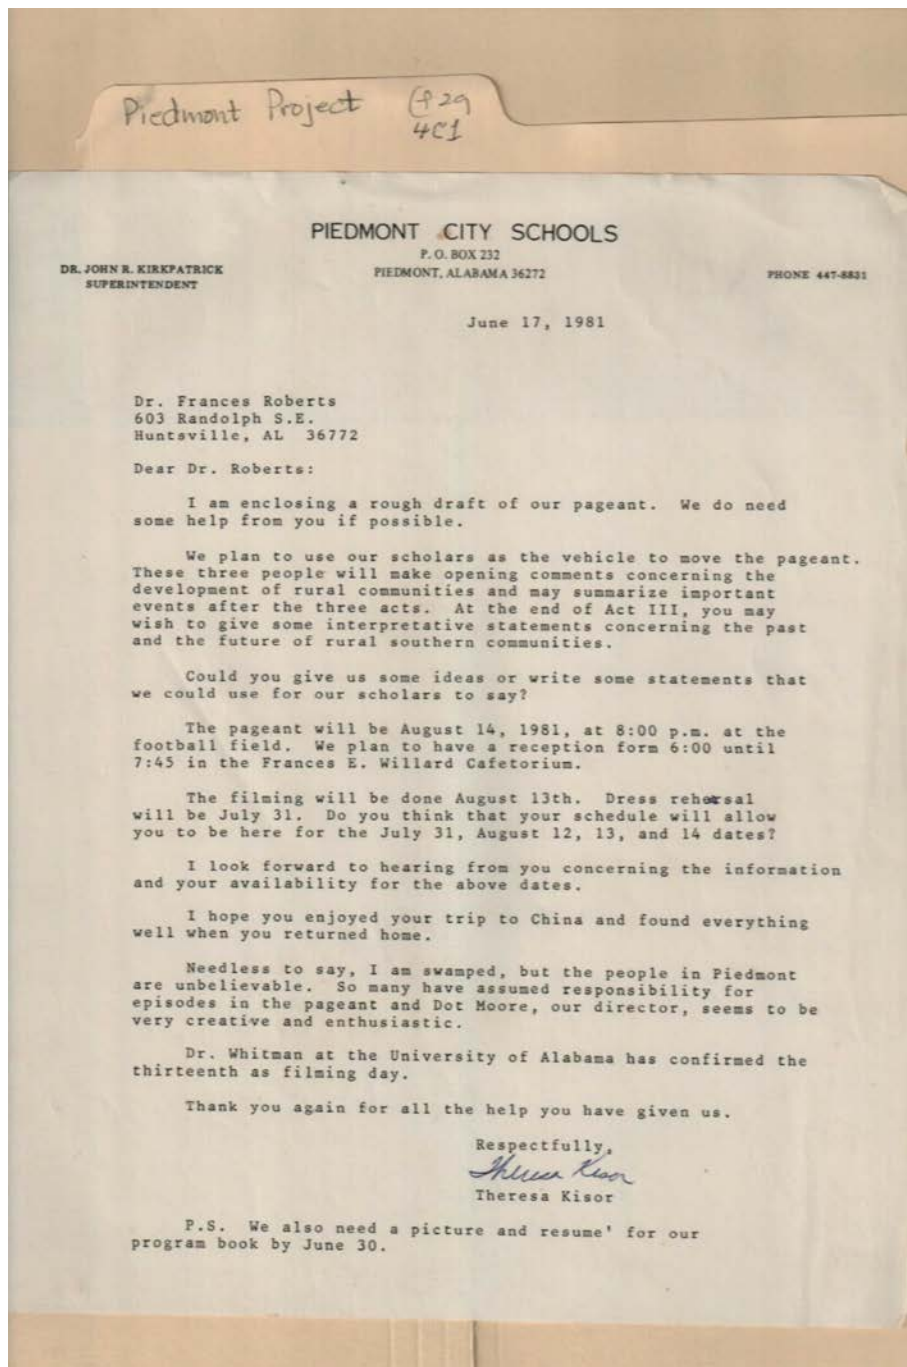 Piedmont Project
4C1
PIEDMONT CITY SCHOOLS
P. O. BOX 232
DR. JOHN R. KIRKPATRICK
PIEDMONT, ALABAMA 36272
PHONE 447-8831
SUPERINTENDENT
June 17, 1981
Dr. Frances Roberts
603 Randolph S.E.
Huntsville, AL 36772
Dear Dr. Roberts:
I am enclosing a rough draft of our pageant. We do need
some help from you if possible.
We plan to use our scholars as the vehicle to move the pageant.
These three people will make opening comments concerning the
development of rural communities and may summarize important
events after the three acts. At the end of Act III, you may
wish to give some interpretative statements concerning the past
and the future of rural southern communities.
Could you give us some ideas or write some statements that
we could use for our scholars to say?
The pageant will be August 14, 1981, at 8:00 p.m. at the
football field. We plan to have a reception form 6:00 until
7:45 in the Frances E. Willard Cafetorium.
The filming will be done August 13th. Dress rehersal
will be July 31. Do you think that your schedule will allow
you to be here for the July 31, August 12, 13, and 14 dates?
I look forward to hearing from you concerning the information
and your availability for the above dates.
I hope you enjoyed your trip to China and found everything
well when you returned home.
Needless to say, I am swamped, but the people in Piedmont
are unbelievable. So many have assumed responsibility for
episodes in the pageant and Dot Moore, our director, seems to be
very creative and enthusiastic.
Dr. Whitman at the University of Alabama has confirmed the
thirteenth as filming day.
Thank you again for all the help you have given us.
Respectfully,
Theresa Kisor
Theresa Kisor
P.S. We also need a picture and resume' for our
program book by June 30.